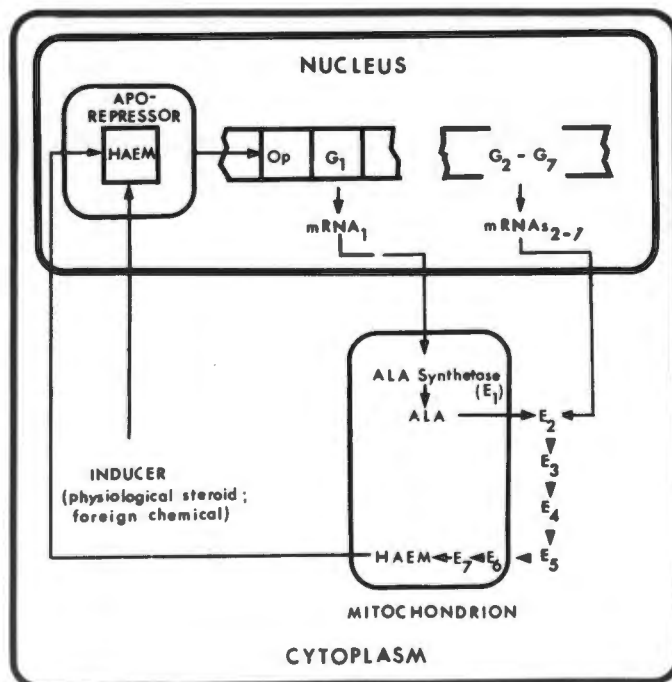 NUCLEUS
APO-
REPRESSOR
HAEM
Op
G₁
G₂ - G₇
mRNA₁
mRNAs₂₋₇
ALA Synthetase
(E₁)
ALA
E₂
E₃
E₄
E₅
INDUCER
(physiological steroid ;
foreign chemical)
HAEM
E₇
E₆
MITOCHONDRION
CYTOPLASM